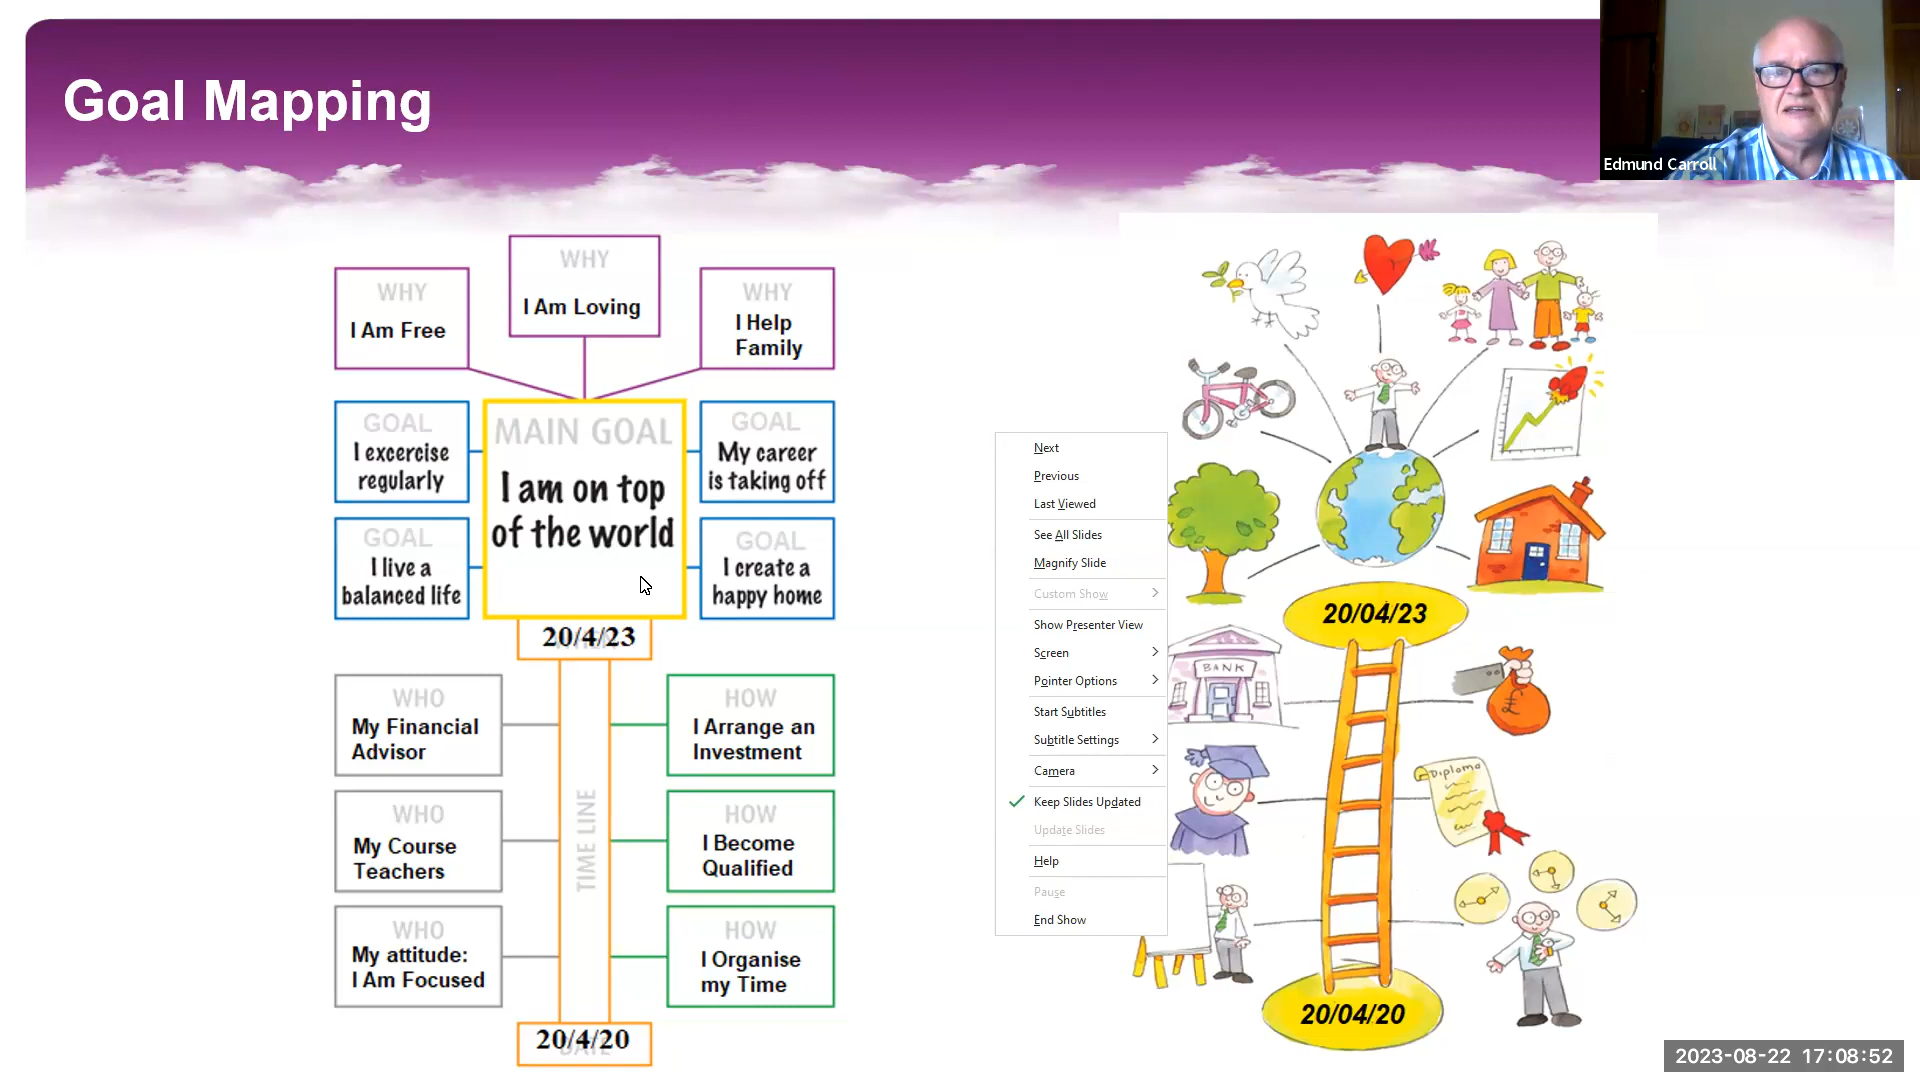 Goal Mapping
Edmund Carroll
WHY
I Am Free
WHY
I Am Loving
WHY
I Help
Family
GOAL
I excercise
regularly
MAIN GOAL
I am on top
of the world
GOAL
My career
is taking off
GOAL
I live a
balanced life
GOAL
I create a
happy home
20/4/23
WHO
My Financial
Advisor
HOW
I Arrange an
Investment
WHO
My Course
Teachers
TIME LINE
HOW
I Become
Qualified
WHO
My attitude:
I Am Focused
HOW
I Organise
my Time
20/4/20
DATE
Next
Previous
Last Viewed
See All Slides
Magnify Slide
Custom Show
Show Presenter View
Screen
Pointer Options
Start Subtitles
Subtitle Settings
Camera
Keep Slides Updated
Update Slides
Help
Pause
End Show
20/04/23
BANK
£
Diploma
20/04/20
2023-08-22 17:08:52